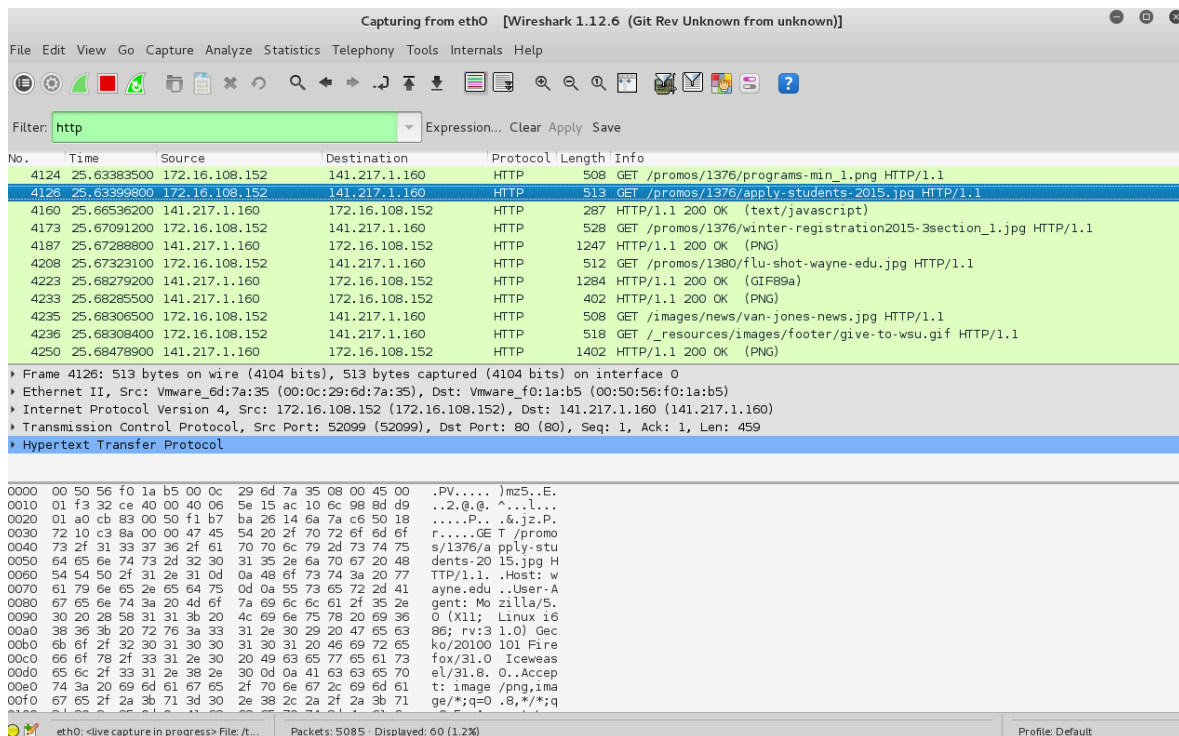 Capturing from eth0 [Wireshark 1.12.6 (Git Rev Unknown from unknown)]
File Edit View Go Capture Analyze Statistics Telephony Tools Internals Help
Filter: http Expression... Clear Apply Save
No. Time Source Destination Protocol Length Info
4124 25.63383500 172.16.108.152 141.217.1.160 HTTP 508 GET /promos/1376/programs-min_1.png HTTP/1.1
4126 25.63399800 172.16.108.152 141.217.1.160 HTTP 513 GET /promos/1376/apply-students-2015.jpg HTTP/1.1
4160 25.66536200 141.217.1.160 172.16.108.152 HTTP 287 HTTP/1.1 200 OK (text/javascript)
4173 25.67091200 172.16.108.152 141.217.1.160 HTTP 528 GET /promos/1376/winter-registration2015-3section_1.jpg HTTP/1.1
4187 25.67288800 141.217.1.160 172.16.108.152 HTTP 1247 HTTP/1.1 200 OK (PNG)
4208 25.67323100 172.16.108.152 141.217.1.160 HTTP 512 GET /promos/1380/flu-shot-wayne-edu.jpg HTTP/1.1
4223 25.68279200 141.217.1.160 172.16.108.152 HTTP 1284 HTTP/1.1 200 OK (GIF89a)
4233 25.68285500 141.217.1.160 172.16.108.152 HTTP 402 HTTP/1.1 200 OK (PNG)
4235 25.68306500 172.16.108.152 141.217.1.160 HTTP 508 GET /images/news/van-jones-news.jpg HTTP/1.1
4236 25.68308400 172.16.108.152 141.217.1.160 HTTP 518 GET /_resources/images/footer/give-to-wsu.gif HTTP/1.1
4250 25.68478900 141.217.1.160 172.16.108.152 HTTP 1402 HTTP/1.1 200 OK (PNG)
Frame 4126: 513 bytes on wire (4104 bits), 513 bytes captured (4104 bits) on interface 0
Ethernet II, Src: Vmware_6d:7a:35 (00:0c:29:6d:7a:35), Dst: Vmware_f0:1a:b5 (00:50:56:f0:1a:b5)
Internet Protocol Version 4, Src: 172.16.108.152 (172.16.108.152), Dst: 141.217.1.160 (141.217.1.160)
Transmission Control Protocol, Src Port: 52099 (52099), Dst Port: 80 (80), Seq: 1, Ack: 1, Len: 459
Hypertext Transfer Protocol
0000 00 50 56 f0 1a b5 00 0c 29 6d 7a 35 08 00 45 00 .PV..... )mz5..E.
0010 01 f3 32 ce 40 00 40 06 5e 15 ac 10 6c 98 8d d9 ..2.@.@. ^...l...
0020 01 a0 cb 83 00 50 f1 b7 ba 26 14 6a 7a c6 50 18 .....P.. .&.jz.P.
0030 72 10 c3 8a 00 00 47 45 54 20 2f 70 72 6f 6d 6f r.....GE T /promo
0040 73 2f 31 33 37 36 2f 61 70 70 6c 79 2d 73 74 75 s/1376/a pply-stu
0050 64 65 6e 74 73 2d 32 30 31 35 2e 6a 70 67 20 48 dents-20 15.jpg H
0060 54 54 50 2f 31 2e 31 0d 0a 48 6f 73 74 3a 20 77 TTP/1.1. .Host: w
0070 61 79 6e 65 2e 65 64 75 0d 0a 55 73 65 72 2d 41 ayne.edu ..User-A
0080 67 65 6e 74 3a 20 4d 6f 7a 69 6c 6c 61 2f 35 2e gent: Mo zilla/5.
0090 30 20 28 58 31 31 3b 20 4c 69 6e 75 78 20 69 36 0 (X11; Linux i6
00a0 38 36 3b 20 72 76 3a 33 31 2e 30 29 20 47 65 63 86; rv:3 1.0) Gec
00b0 6b 6f 2f 32 30 31 30 30 31 30 31 20 46 69 72 65 ko/20100 101 Fire
00c0 66 6f 78 2f 33 31 2e 30 20 49 63 65 77 65 61 73 fox/31.0 Iceweas
00d0 65 6c 2f 33 31 2e 38 2e 30 0d 0a 41 63 63 65 70 el/31.8. 0..Accep
00e0 74 3a 20 69 6d 61 67 65 2f 70 6e 67 2c 69 6d 61 t: image /png,ima
00f0 67 65 2f 2a 3b 71 3d 30 2e 38 2c 2a 2f 2a 3b 71 ge/*;q=0 .8,*/*;q
eth0: <live capture in progress> File: /t... Packets: 5085 · Displayed: 60 (1.2%) Profile: Default